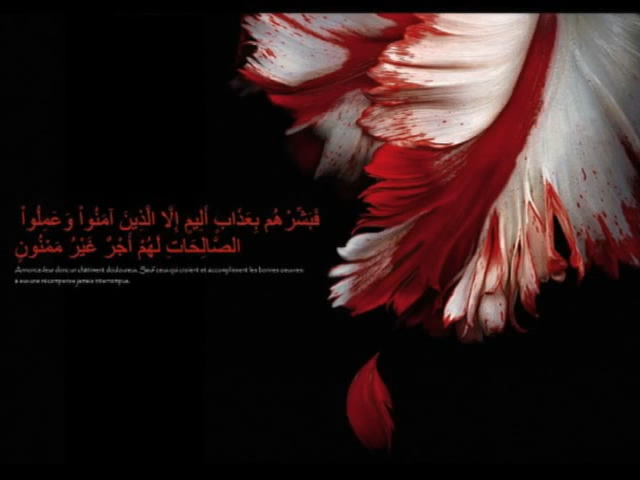 فَبَشِّرْهُم بِعَذَابٍ أَلِيمٍ إِلَّا الَّذِينَ آمَنُواْ وَعَمِلُواْ
الصَّالِحَاتِ لَهُمْ أَجْرٌ غَيْرُ مَمْنُونٍ
Annonce-leur donc un châtiment douloureux. Sauf ceux qui croient et accomplissent les bonnes oeuvres:
à eux une récompense jamais interrompue.